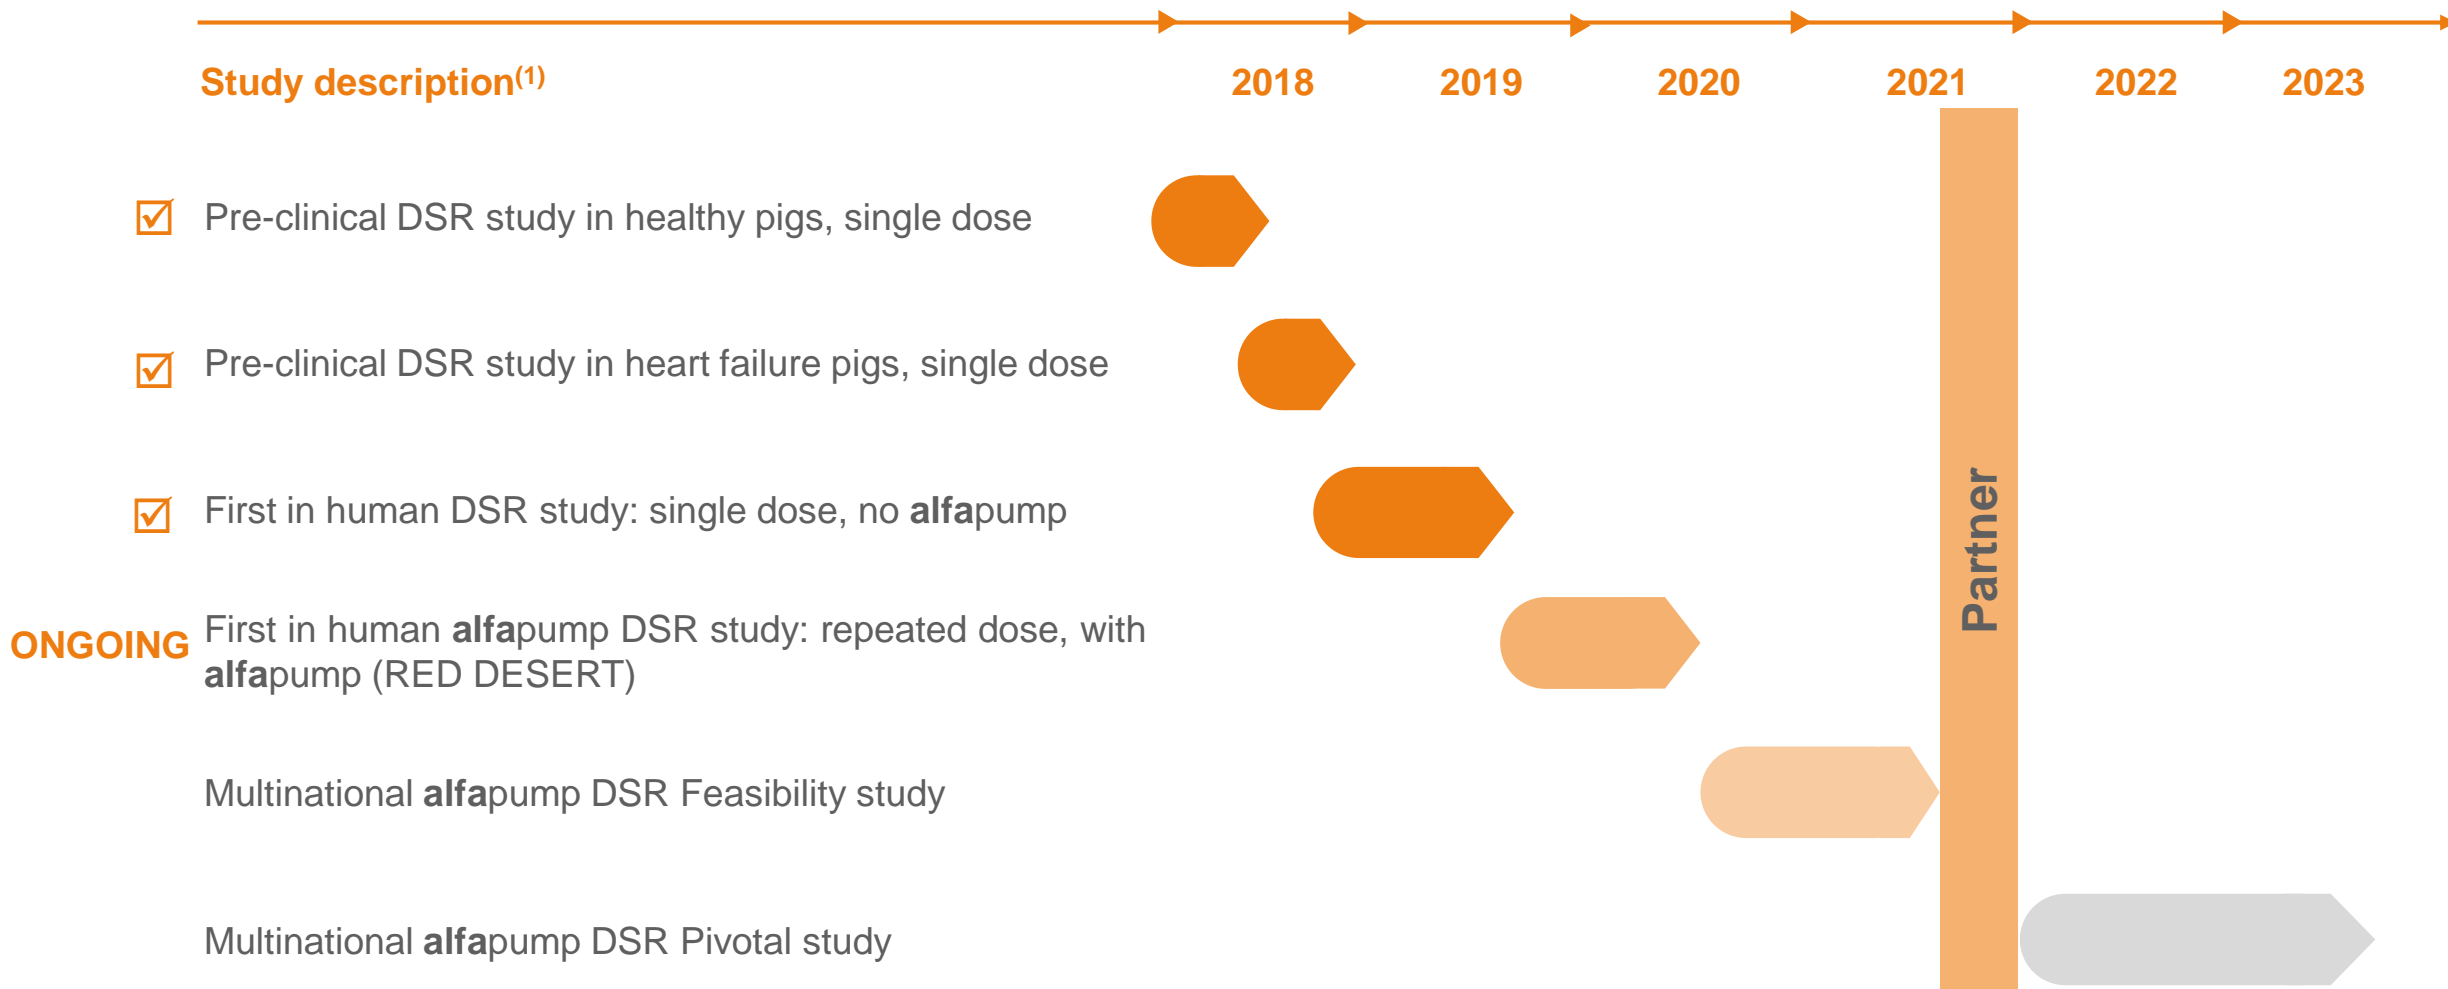 Study description(1) 2018 2019 2020 2021 2022 2023
Pre-clinical DSR study in healthy pigs, single dose
Pre-clinical DSR study in heart failure pigs, single dose
First in human DSR study: single dose, no alfapump
ONGOING
First in human alfapump DSR study: repeated dose, with
alfapump (RED DESERT)
Multinational alfapump DSR Feasibility study
Multinational alfapump DSR Pivotal study
Partner